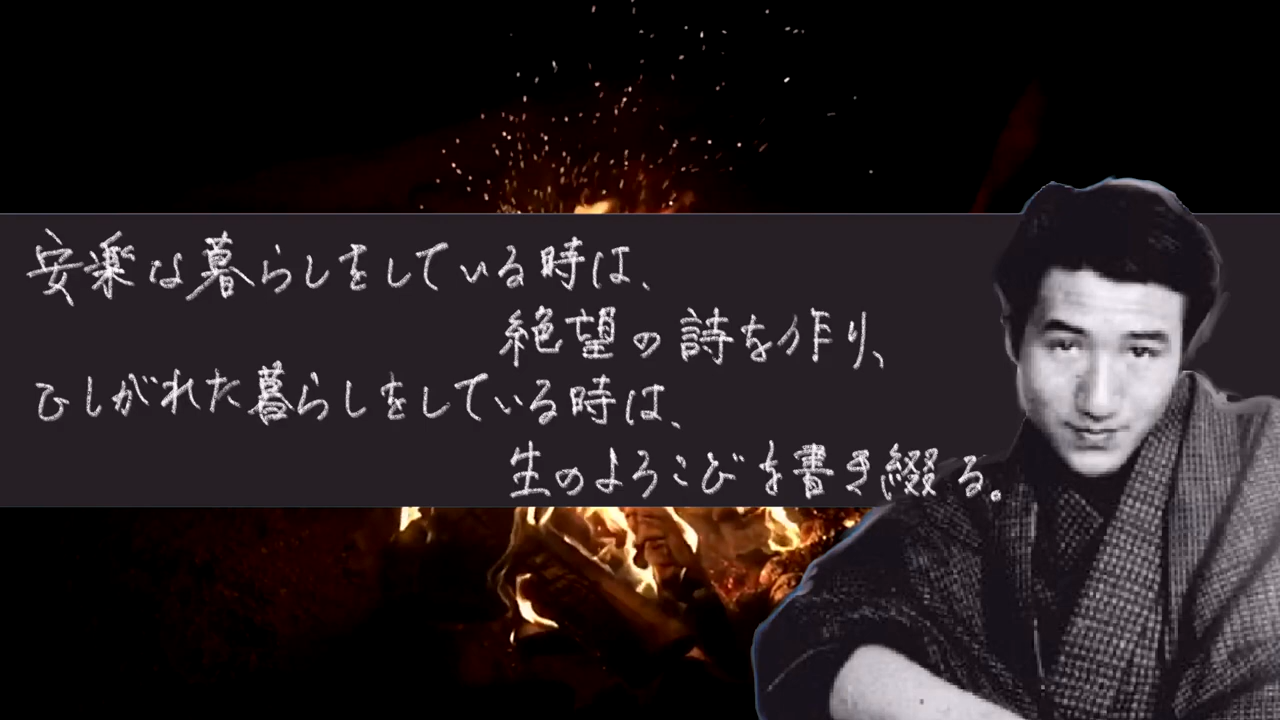 安楽な暮らしをしている時は、
絶望の詩を作り、
ひしがれた暮らしをしている時は、
生のよろこびを書き綴る。